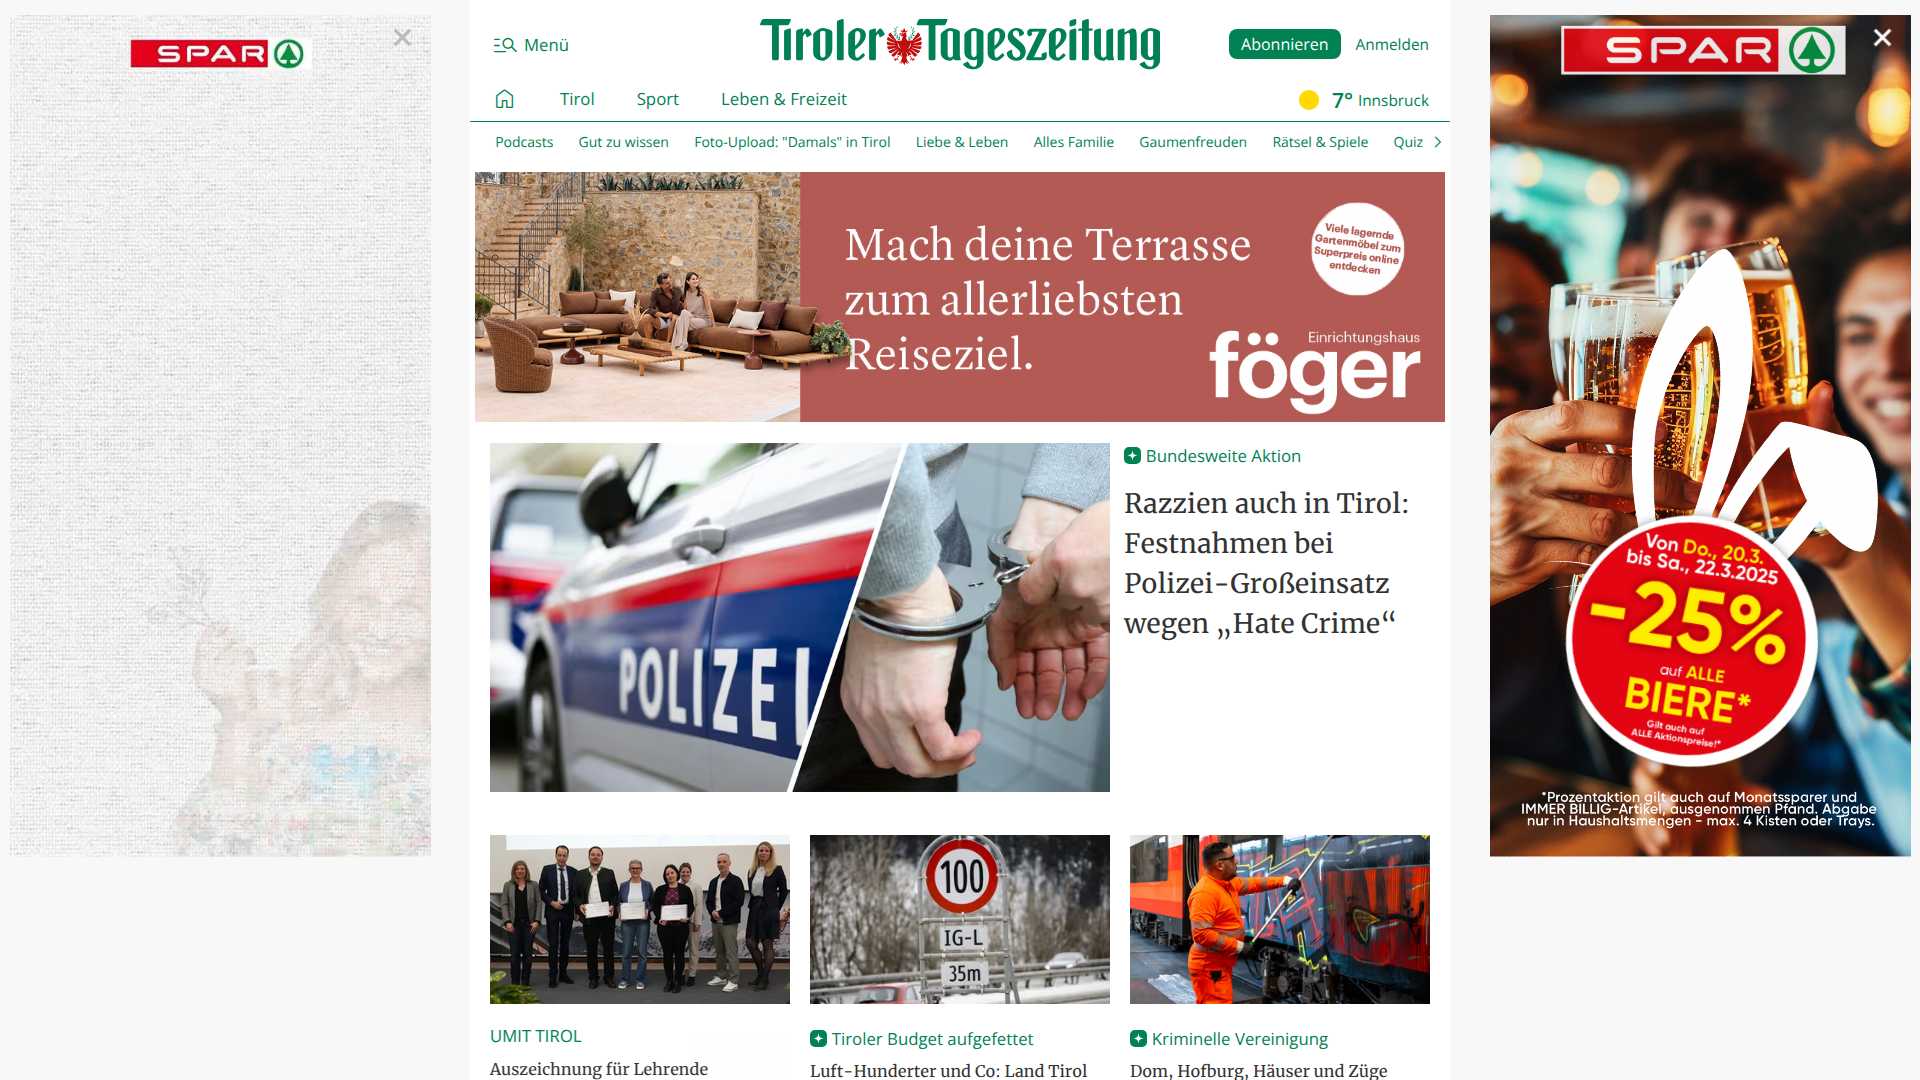 SPAR
Menü
Tiroler Tageszeitung
Abonnieren
Anmelden
Tirol
Sport
Leben & Freizeit
7° Innsbruck
Podcasts
Gut zu wissen
Foto-Upload: "Damals" in Tirol
Liebe & Leben
Alles Familie
Gaumenfreuden
Rätsel & Spiele
Quiz
Mach deine Terrasse
zum allerliebsten
Reiseziel.
Viele lagernde
Gartenmöbel zum
Superpreis online
entdecken
Einrichtungshaus
föger
POLIZEI
Bundesweite Aktion
Razzien auch in Tirol:
Festnahmen bei
Polizei-Großeinsatz
wegen „Hate Crime“
100
IG-L
35m
UMIT TIROL
Auszeichnung für Lehrende
Tiroler Budget aufgefettet
Luft-Hunderter und Co: Land Tirol
Kriminelle Vereinigung
Dom, Hofburg, Häuser und Züge
SPAR
Von Do., 20.3.
bis Sa., 22.3.2025
-25%
auf ALLE
BIERE*
Gilt auch auf
ALLE Aktionspreise!*
*Prozentaktion gilt auch auf Monatssparer und
IMMER BILLIG-Artikel, ausgenommen Pfand. Abgabe
nur in Haushaltsmengen - max. 4 Kisten oder Trays.